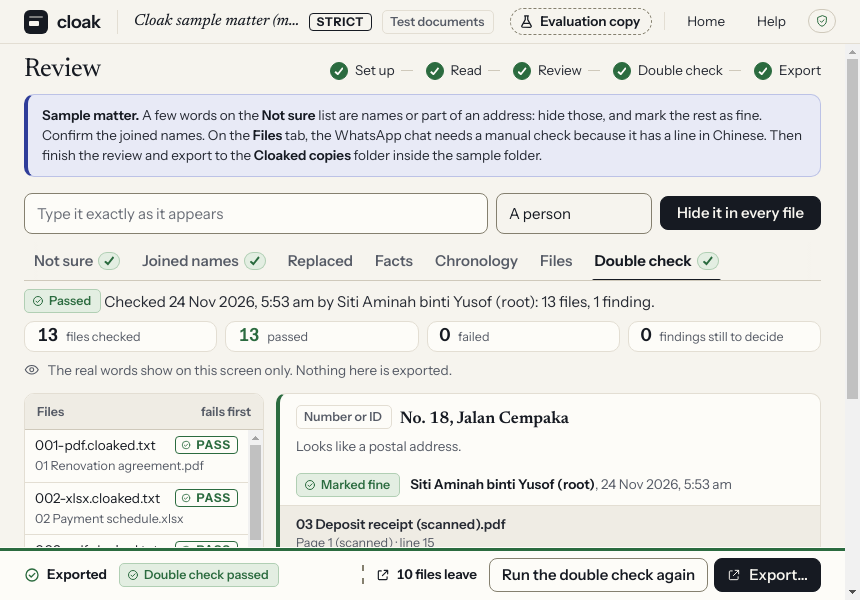 cloak
Cloak sample matter (m... STRICT Test documents Evaluation copy Home Help
Review
Set up Read Review Double check Export
Sample matter. A few words on the Not sure list are names or part of an address: hide those, and mark the rest as fine.
Confirm the joined names. On the Files tab, the WhatsApp chat needs a manual check because it has a line in Chinese. Then
finish the review and export to the Cloaked copies folder inside the sample folder.
Type it exactly as it appears A person Hide it in every file
Not sure Joined names Replaced Facts Chronology Files Double check
Passed Checked 24 Nov 2026, 5:53 am by Siti Aminah binti Yusof (root): 13 files, 1 finding.
13 files checked 13 passed 0 failed 0 findings still to decide
The real words show on this screen only. Nothing here is exported.
Files fails first
001-pdf.cloaked.txt PASS
01 Renovation agreement.pdf
002-xlsx.cloaked.txt PASS
02 Payment schedule.xlsx
Number or ID No. 18, Jalan Cempaka
Looks like a postal address.
Marked fine Siti Aminah binti Yusof (root), 24 Nov 2026, 5:53 am
03 Deposit receipt (scanned).pdf
Page 1 (scanned) · line 15
Exported Double check passed 10 files leave Run the double check again Export...